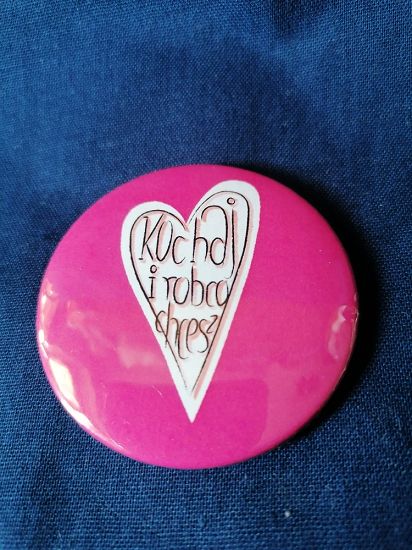 Kochaj
i rób co
chcesz